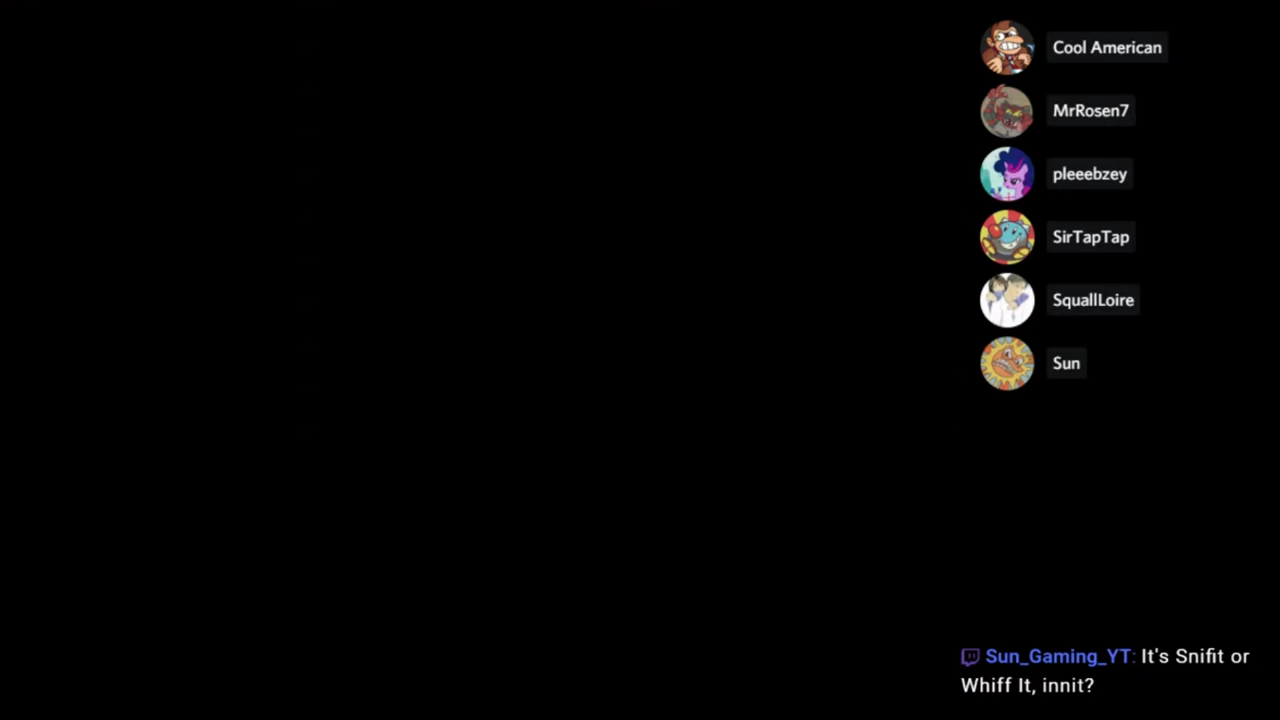 Cool American
MrRosen7
pleeebzey
SirTapTap
SquallLoire
Sun
Sun_Gaming_YT: It's Snifit or
Whiff It, innit?